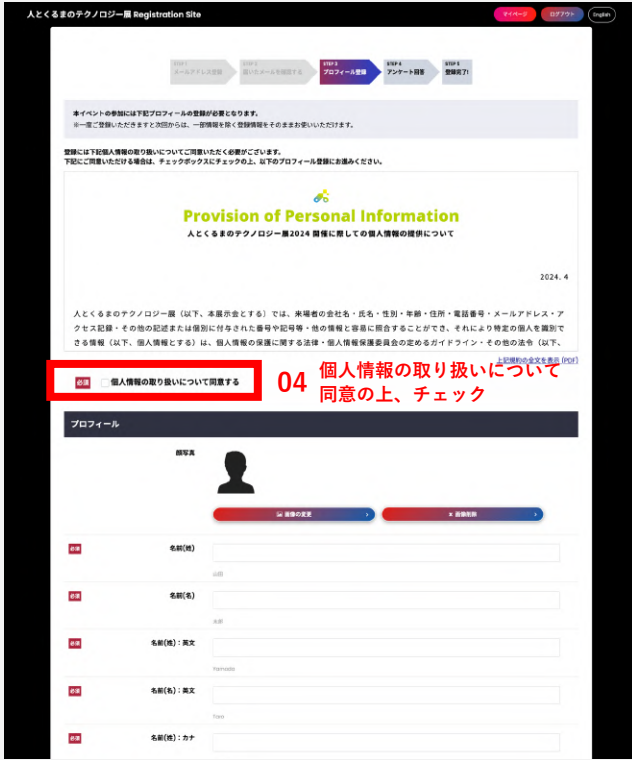 人とくるまのテクノロジー展 Registration Site
マイページ
ログアウト
English
STEP 1
メールアドレス登録
STEP 2
届いたメールを確認する
STEP 3
プロフィール登録
STEP 4
アンケート回答
STEP 5
登録完了!
本イベントの参加には下記プロフィールの登録が必要となります。
※一度ご登録いただきますと次回からは、一部情報を除く登録情報をそのままお使いいただけます。
登録には下記個人情報の取り扱いについてご同意いただく必要がございます。
下記にご同意いただける場合は、チェックボックスにチェックの上、以下のプロフィール登録にお進みください。
Provision of Personal Information
人とくるまのテクノロジー展2024 開催に際しての個人情報の提供について
2024. 4
人とくるまのテクノロジー展（以下、本展示会とする）では、来場者の会社名・氏名・性別・年齢・住所・電話番号・メールアドレス・ア
クセス記録・その他の記述または個別に付与された番号や記号等・他の情報と容易に照合することができ、それにより特定の個人を識別で
きる情報（以下、個人情報とする）は、個人情報の保護に関する法律・個人情報保護委員会の定めるガイドライン・その他の法令（以下、
上記規約の全文を表示 [PDF]
必須 個人情報の取り扱いについて同意する
04 個人情報の取り扱いについて
同意の上、チェック
プロフィール
顔写真
画像の変更
画像削除
必須 名前(姓)
山田
必須 名前(名)
太郎
必須 名前(姓)：英文
Yamada
必須 名前(名)：英文
Taro
必須 名前(姓)：カナ